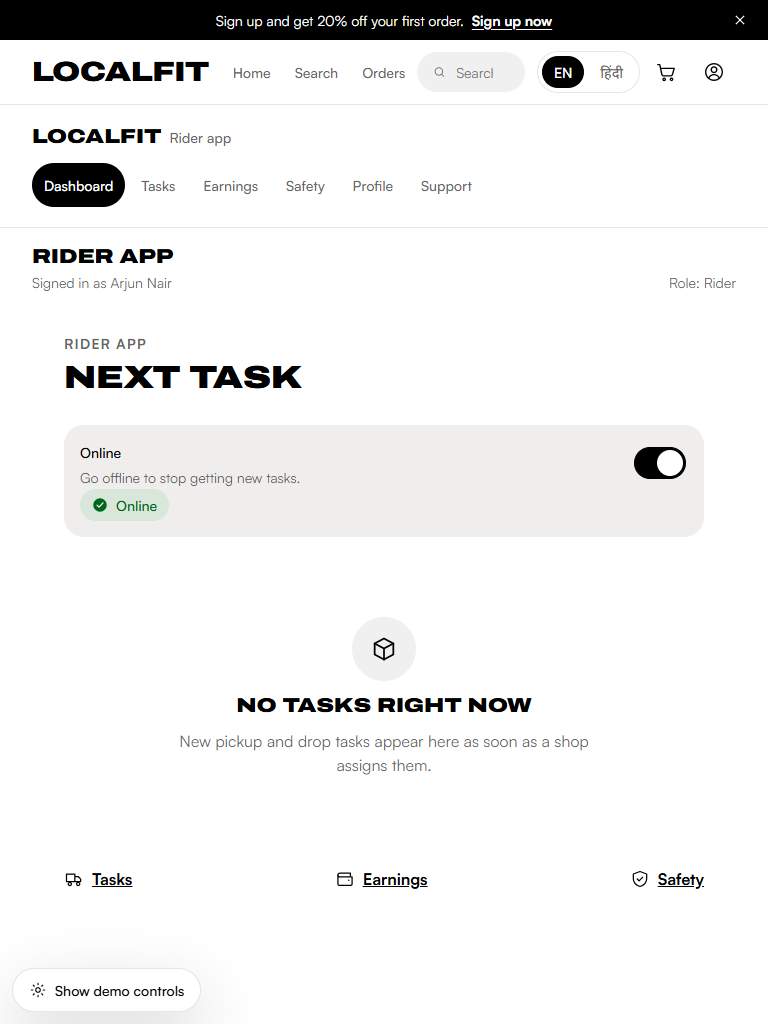 Sign up and get 20% off your first order. Sign up now
LOCALFIT Home Search Orders Search EN हिंदी
LOCALFIT Rider app
Dashboard Tasks Earnings Safety Profile Support
RIDER APP
Signed in as Arjun Nair Role: Rider
RIDER APP
NEXT TASK
Online
Go offline to stop getting new tasks.
Online
NO TASKS RIGHT NOW
New pickup and drop tasks appear here as soon as a shop
assigns them.
Tasks Earnings Safety
Show demo controls